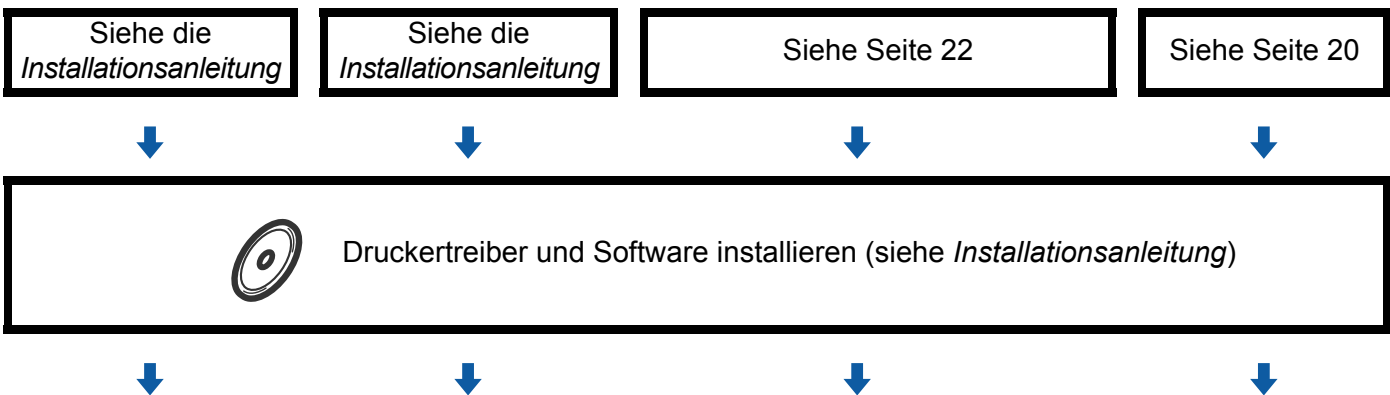 Siehe die
Installationsanleitung
Siehe die
Installationsanleitung
Siehe Seite 22
Siehe Seite 20
Druckertreiber und Software installieren (siehe Installationsanleitung)